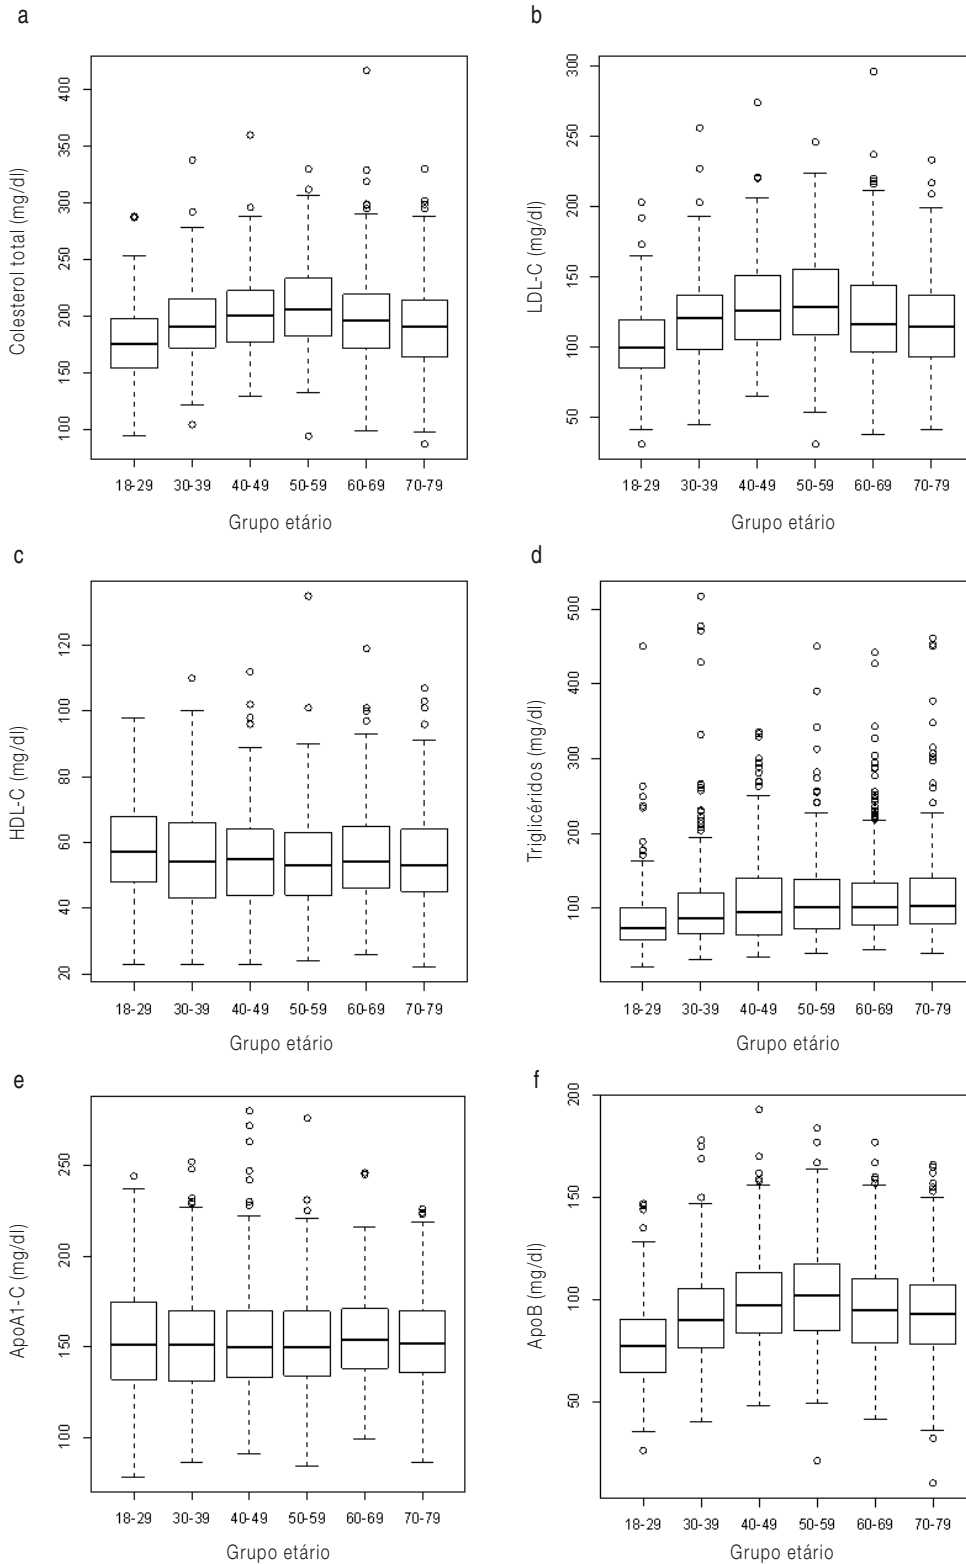 a
Colesterol total (mg/dl)
400
350
300
250
200
150
100
18-29 30-39 40-49 50-59 60-69 70-79
Grupo etário
b
LDL-C (mg/dl)
300
250
200
150
100
50
18-29 30-39 40-49 50-59 60-69 70-79
Grupo etário
c
HDL-C (mg/dl)
120
100
80
60
40
20
18-29 30-39 40-49 50-59 60-69 70-79
Grupo etário
d
Triglicéridos (mg/dl)
500
400
300
200
100
18-29 30-39 40-49 50-59 60-69 70-79
Grupo etário
e
ApoA1-C (mg/dl)
250
200
150
100
18-29 30-39 40-49 50-59 60-69 70-79
Grupo etário
f
ApoB (mg/dl)
200
150
100
50
18-29 30-39 40-49 50-59 60-69 70-79
Grupo etário